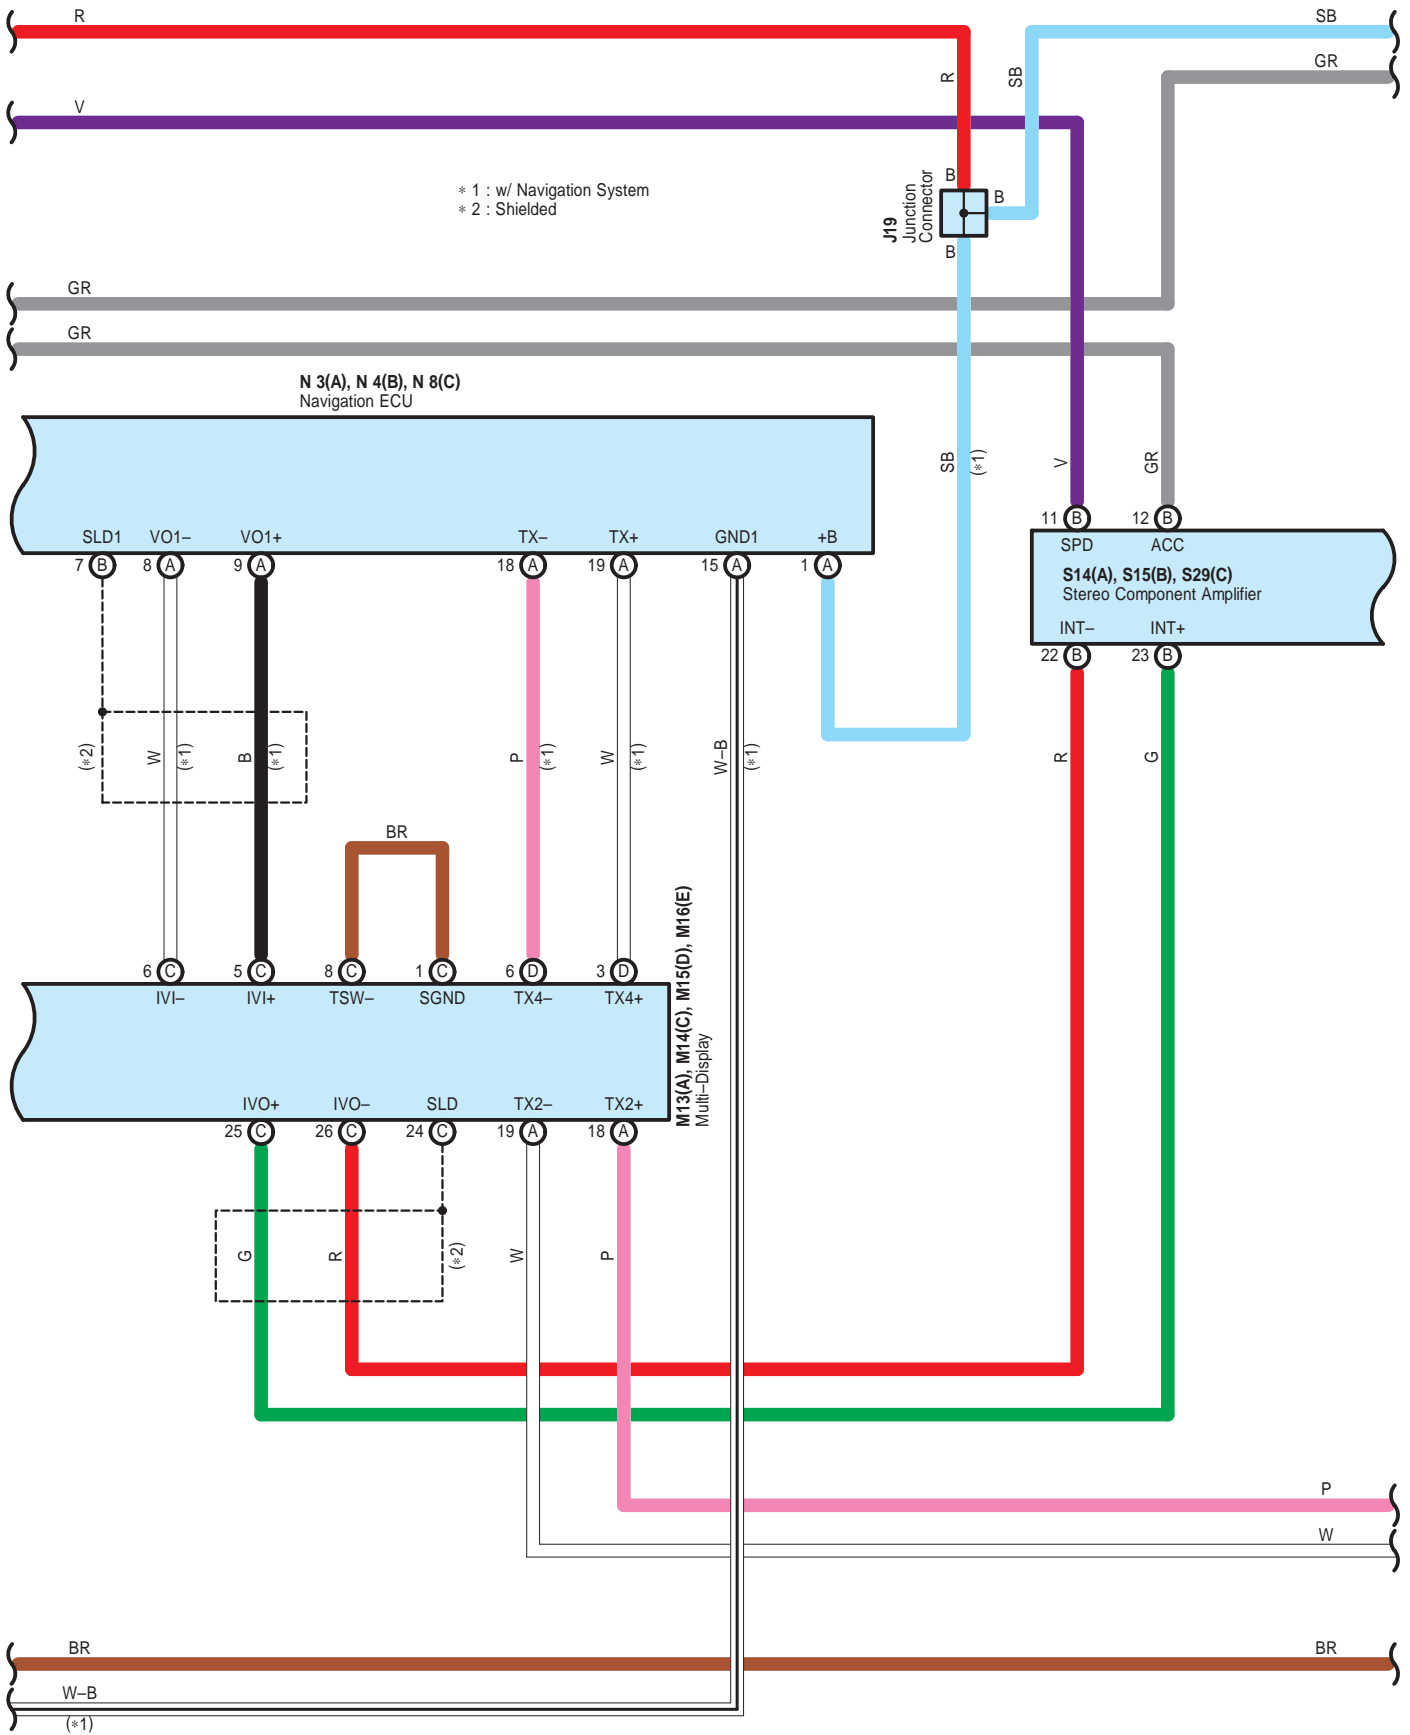 R
SB
GR
R
SB
V
* 1 : w/ Navigation System
* 2 : Shielded
B
B
B
J19
Junction
Connector
GR
GR
N 3(A), N 4(B), N 8(C)
Navigation ECU
SB
(*1)
V
GR
SLD1
VO1–
VO1+
TX–
TX+
GND1
+B
7 B
8 A
9 A
18 A
19 A
15 A
1 A
11 B
12 B
SPD
ACC
S14(A), S15(B), S29(C)
Stereo Component Amplifier
INT–
INT+
22 B
23 B
(*2)
W
(*1)
B
(*1)
P
(*1)
W
(*1)
W–B
(*1)
R
G
BR
6 C
5 C
8 C
1 C
6 D
3 D
IVI–
IVI+
TSW–
SGND
TX4–
TX4+
M13(A), M14(C), M15(D), M16(E)
Multi–Display
IVO+
IVO–
SLD
TX2–
TX2+
25 C
26 C
24 C
19 A
18 A
G
R
(*2)
W
P
P
W
BR
BR
W–B
(*1)